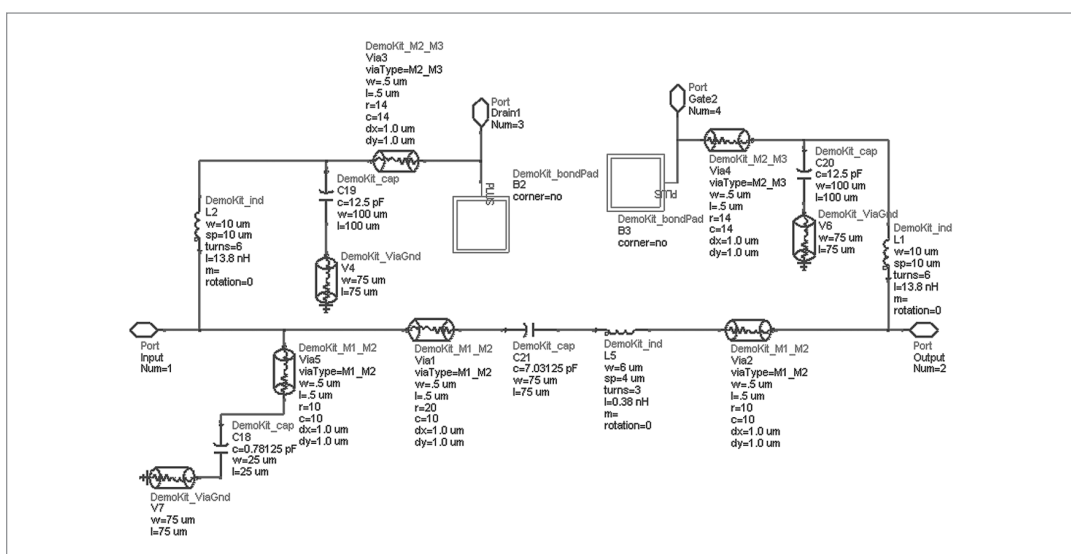 DemoKit_M2_M3
Via3
viaType=M2_M3
w=.5 um
l=.5 um
r=14
c=14
dx=1.0 um
dy=1.0 um
Port
Drain1
Num=3
Port
Gate2
Num=4
DemoKit_ind
L2
w=10 um
sp=10 um
turns=6
l=13.8 nH
m=
rotation=0
DemoKit_cap
C19
c=12.5 pF
w=100 um
l=100 um
DemoKit_ViaGnd
V4
w=75 um
l=75 um
PLUS
DemoKit_bondPad
B2
corner=no
PLUS
DemoKit_bondPad
B3
corner=no
DemoKit_M2_M3
Via4
viaType=M2_M3
w=.5 um
l=.5 um
r=14
c=14
dx=1.0 um
dy=1.0 um
DemoKit_cap
C20
c=12.5 pF
w=100 um
l=100 um
DemoKit_ViaGnd
V6
w=75 um
l=75 um
DemoKit_ind
L1
w=10 um
sp=10 um
turns=6
l=13.8 nH
m=
rotation=0
Port
Input
Num=1
DemoKit_M1_M2
Via5
viaType=M1_M2
w=.5 um
l=.5 um
r=10
c=10
dx=1.0 um
dy=1.0 um
DemoKit_M1_M2
Via1
viaType=M1_M2
w=.5 um
l=.5 um
r=20
c=10
dx=1.0 um
dy=1.0 um
DemoKit_cap
C21
c=7.03125 pF
w=75 um
l=75 um
DemoKit_ind
L5
w=6 um
sp=4 um
turns=3
l=0.38 nH
m=
rotation=0
DemoKit_M1_M2
Via2
viaType=M1_M2
w=.5 um
l=.5 um
r=10
c=10
dx=1.0 um
dy=1.0 um
Port
Output
Num=2
DemoKit_cap
C18
c=0.78125 pF
w=25 um
l=25 um
DemoKit_ViaGnd
V7
w=75 um
l=75 um